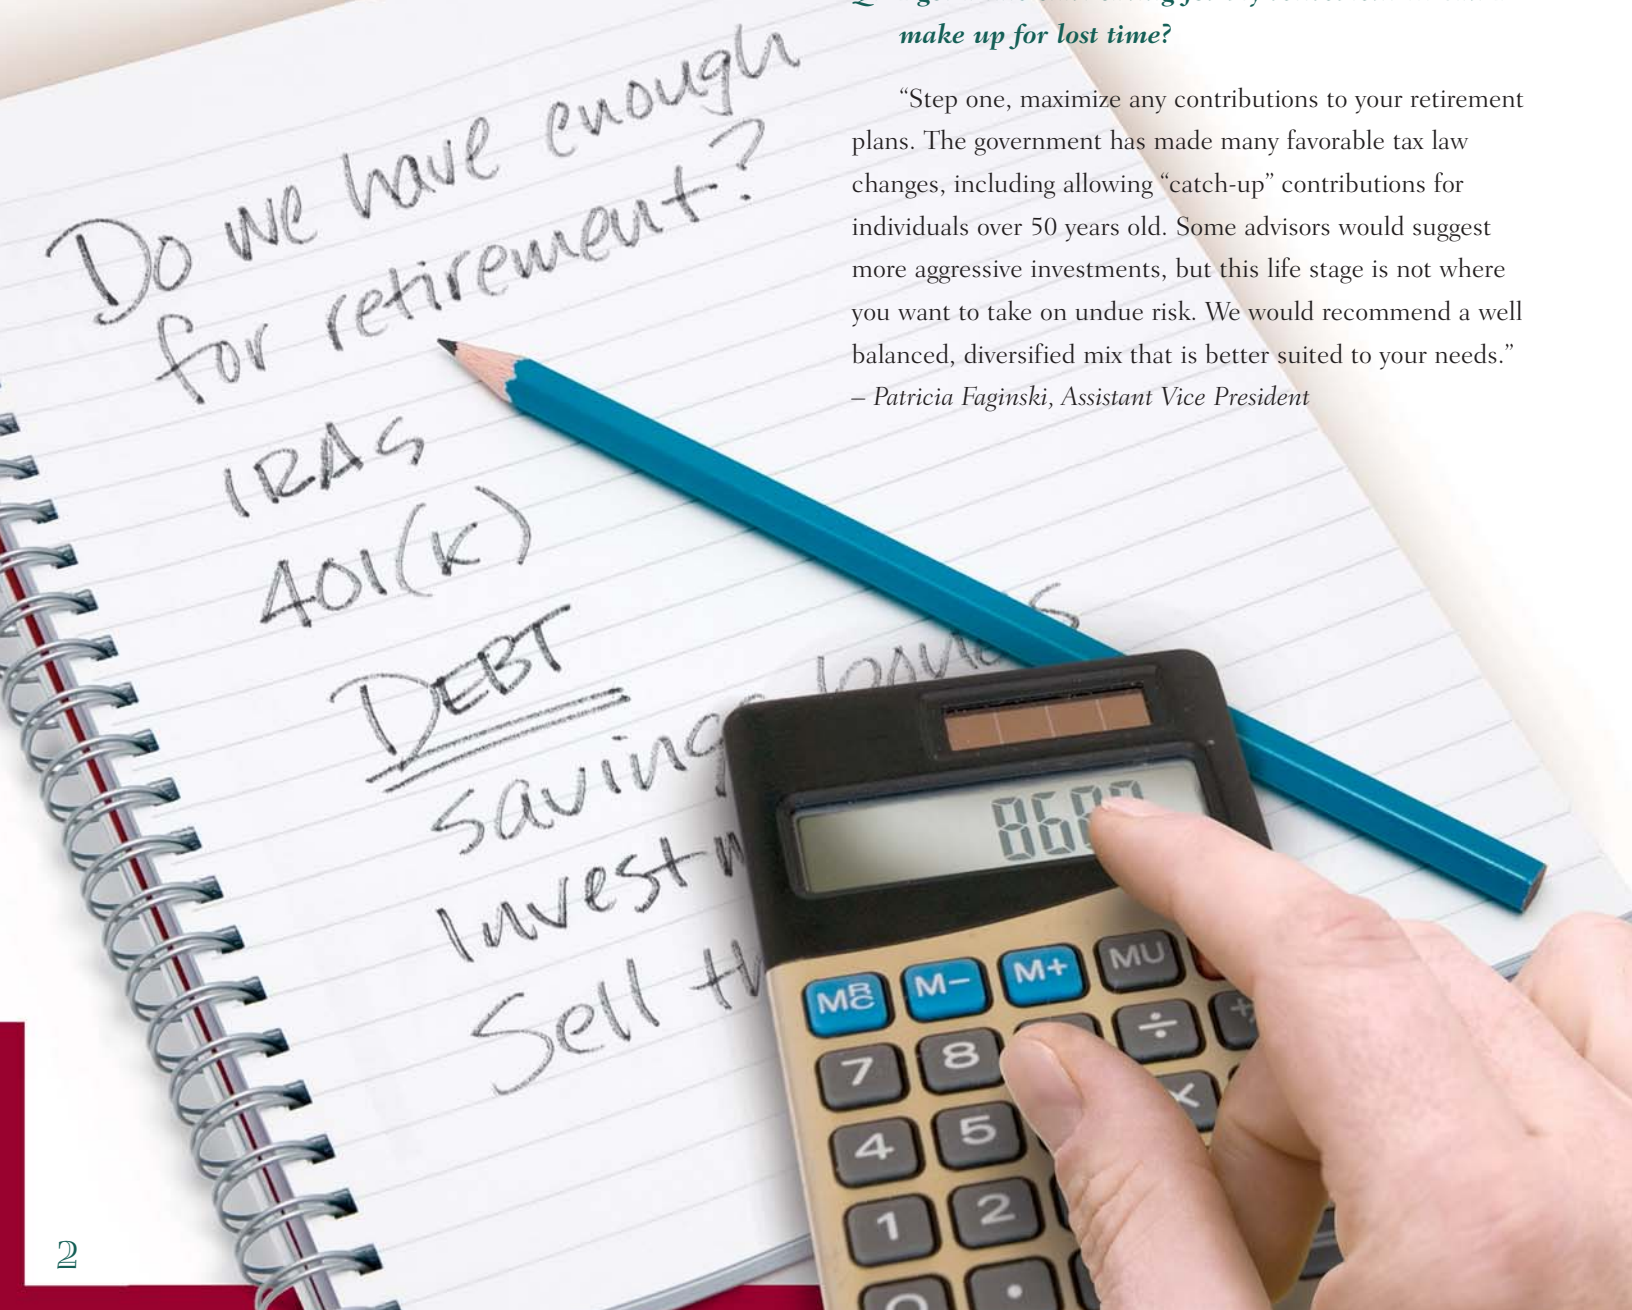 make up for lost time?
“Step one, maximize any contributions to your retirement
plans. The government has made many favorable tax law
changes, including allowing “catch-up” contributions for
individuals over 50 years old. Some advisors would suggest
more aggressive investments, but this life stage is not where
you want to take on undue risk. We would recommend a well
balanced, diversified mix that is better suited to your needs.”
– Patricia Faginski, Assistant Vice President
Do we have enough
for retirement?
IRAs
401(k)
DEBT
Sell
MRC M− M+ MU
7 8 ÷
4 5 ×
1 2
0 .
2